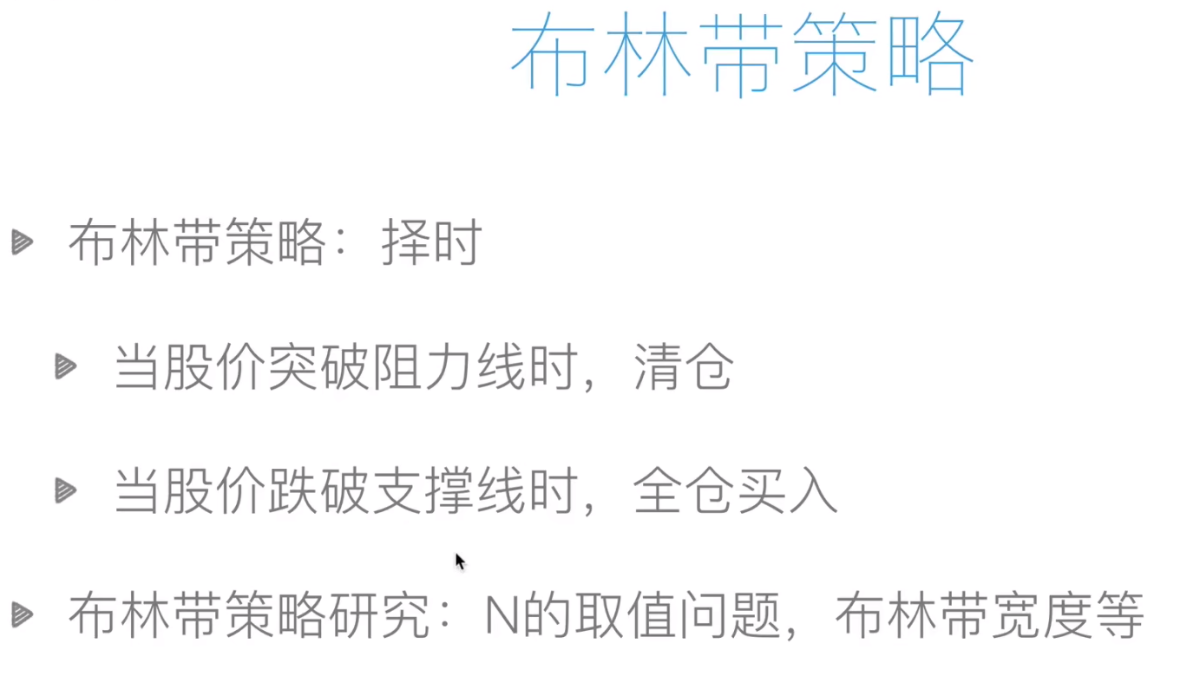 布林带策略
布林带策略：择时
当股价突破阻力线时，清仓
当股价跌破支撑线时，全仓买入
布林带策略研究：N的取值问题，布林带宽度等